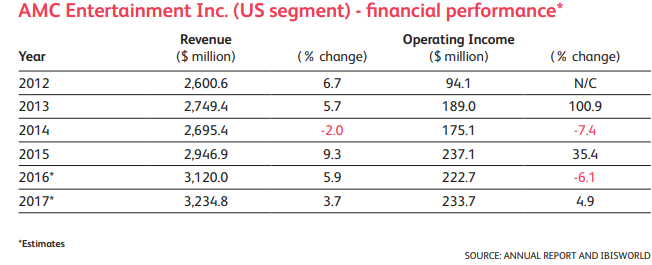 AMC Entertainment Inc. (US segment) - financial performance*
Revenue Operating Income
Year ($ million) (% change) ($ million) (% change)
2012 2,600.6 6.7 94.1 N/C
2013 2,749.4 5.7 189.0 100.9
2014 2,695.4 -2.0 175.1 -7.4
2015 2,946.9 9.3 237.1 35.4
2016* 3,120.0 5.9 222.7 -6.1
2017* 3,234.8 3.7 233.7 4.9
*Estimates
SOURCE: ANNUAL REPORT AND IBISWORLD